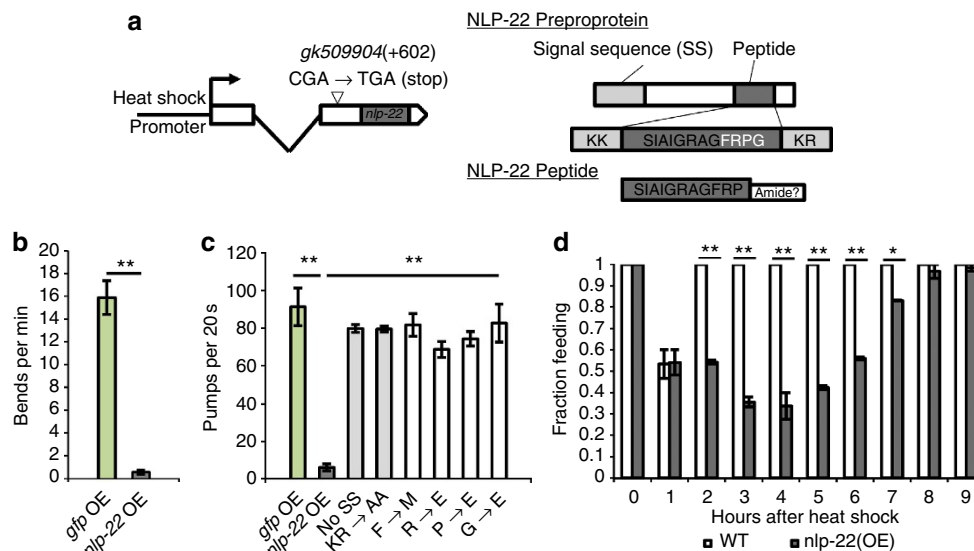 a
gk509904(+602)
CGA → TGA (stop)
Heat shock
Promoter
nlp-22
NLP-22 Preproprotein
Signal sequence (SS)
Peptide
KK
SIAIGRAGFRPG
KR
NLP-22 Peptide
SIAIGRAGFRP
Amide?
b
Bends per min
20
18
16
14
12
10
8
6
4
2
0
**
gfp OE
nlp-22 OE
c
Pumps per 20 s
120
100
80
60
40
20
0
**
**
gfp OE
nlp-22 OE
No SS
KR → AA
F → M
R → E
P → E
G → E
d
Fraction feeding
1
0.9
0.8
0.7
0.6
0.5
0.4
0.3
0.2
0.1
0
** ** ** ** ** *
0 1 2 3 4 5 6 7 8 9
Hours after heat shock
WT
nlp-22(OE)